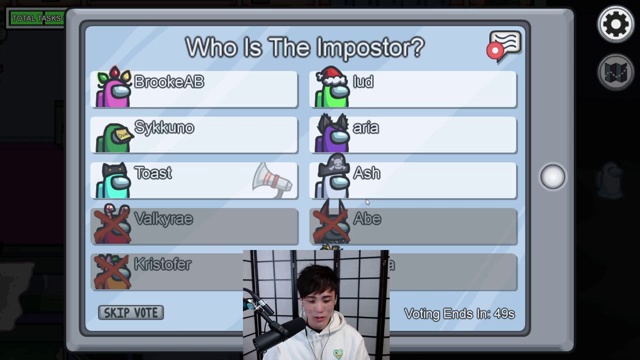 TOTAL TASKS
Who Is The Impostor?
BrookeAB
lud
Sykkuno
aria
Toast
Ash
Valkyrae
Abe
Kristofer
SKIP VOTE
Voting Ends In: 49s